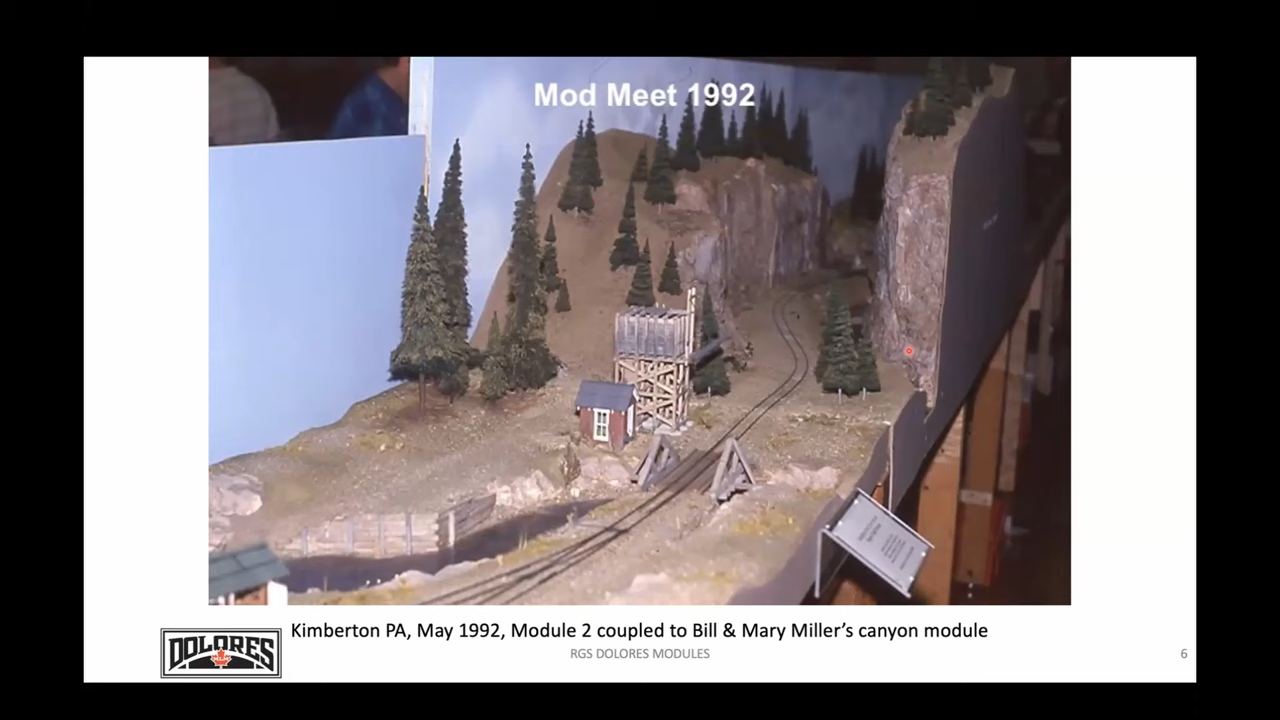 Mod Meet 1992
Kimberton PA, May 1992, Module 2 coupled to Bill & Mary Miller's canyon module
DOLORES
RGS DOLORES MODULES
6